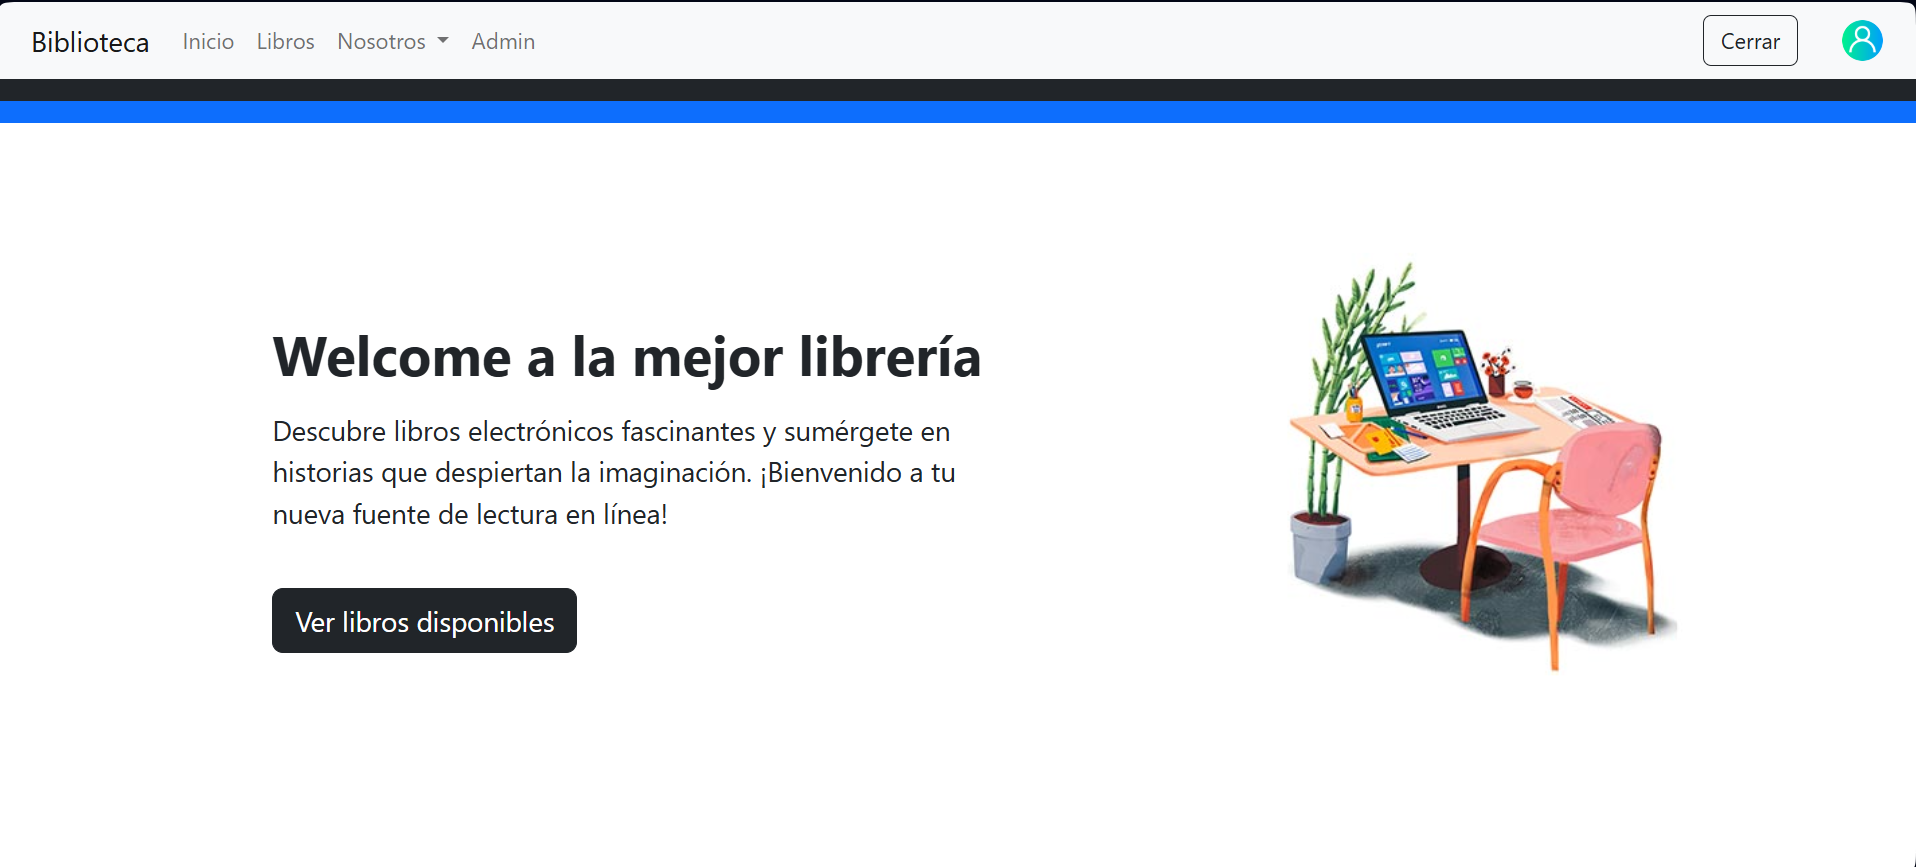 Biblioteca Inicio Libros Nosotros Admin Cerrar
Welcome a la mejor librería
Descubre libros electrónicos fascinantes y sumérgete en
historias que despiertan la imaginación. ¡Bienvenido a tu
nueva fuente de lectura en línea!
Ver libros disponibles